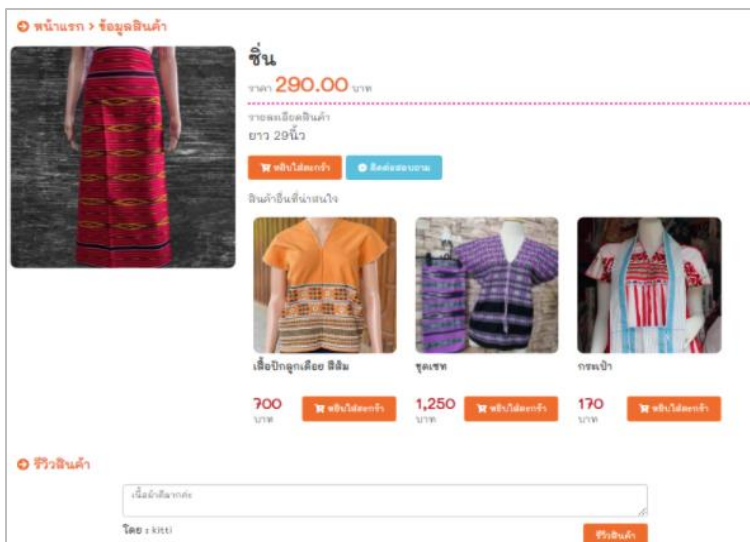 หน้าแรก > ข้อมูลสินค้า
ซิ่น
ราคา 290.00 บาท
รายละเอียดสินค้า
ยาว 29นิ้ว
หยิบใส่ตะกร้า ติดต่อสอบถาม
สินค้าอื่นที่น่าสนใจ
เสื้อปักลูกเดือย สีส้ม ชุดเซท กระเป๋า
700 หยิบใส่ตะกร้า 1,250 หยิบใส่ตะกร้า 170 หยิบใส่ตะกร้า
บาท บาท บาท
รีวิวสินค้า
เนื้อผ้าดีมากค่ะ
โดย : kitti รีวิวสินค้า